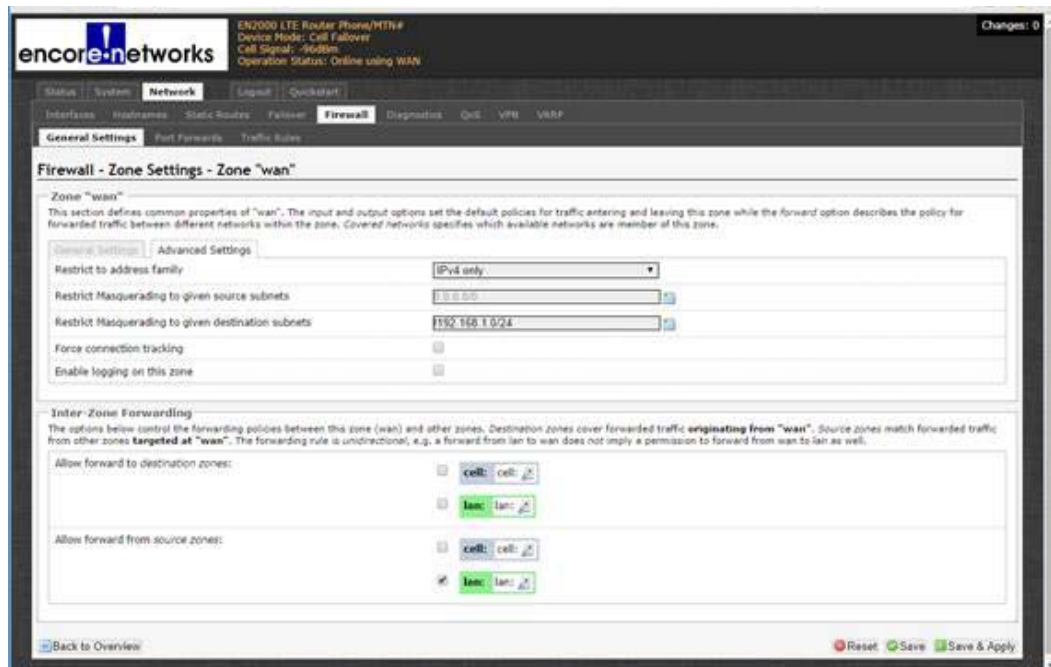 encore!networks
EN2000 LTE Router Phone/MTN#
Device Mode: Cell Failover
Cell Signal: -96dBm
Operation Status: Online using WAN
Changes: 0
Status System Network Logout Quickstart
Interfaces Hostnames Static Routes Failover Firewall Diagnostics QoS VPN VRRP
General Settings Port Forwards Traffic Rules
Firewall - Zone Settings - Zone "wan"
Zone "wan"
This section defines common properties of "wan". The input and output options set the default policies for traffic entering and leaving this zone while the forward option describes the policy for
forwarded traffic between different networks within the zone. Covered networks specifies which available networks are member of this zone.
General Settings Advanced Settings
Restrict to address family
IPv4 only
Restrict Masquerading to given source subnets
0.0.0.0/0
Restrict Masquerading to given destination subnets
!192.168.1.0/24
Force connection tracking
Enable logging on this zone
Inter-Zone Forwarding
The options below control the forwarding policies between this zone (wan) and other zones. Destination zones cover forwarded traffic originating from "wan". Source zones match forwarded traffic
from other zones targeted at "wan". The forwarding rule is unidirectional, e.g. a forward from lan to wan does not imply a permission to forward from wan to lan as well.
Allow forward to destination zones:
cell: cell:
lan: lan:
Allow forward from source zones:
cell: cell:
lan: lan:
Back to Overview
Reset Save Save & Apply